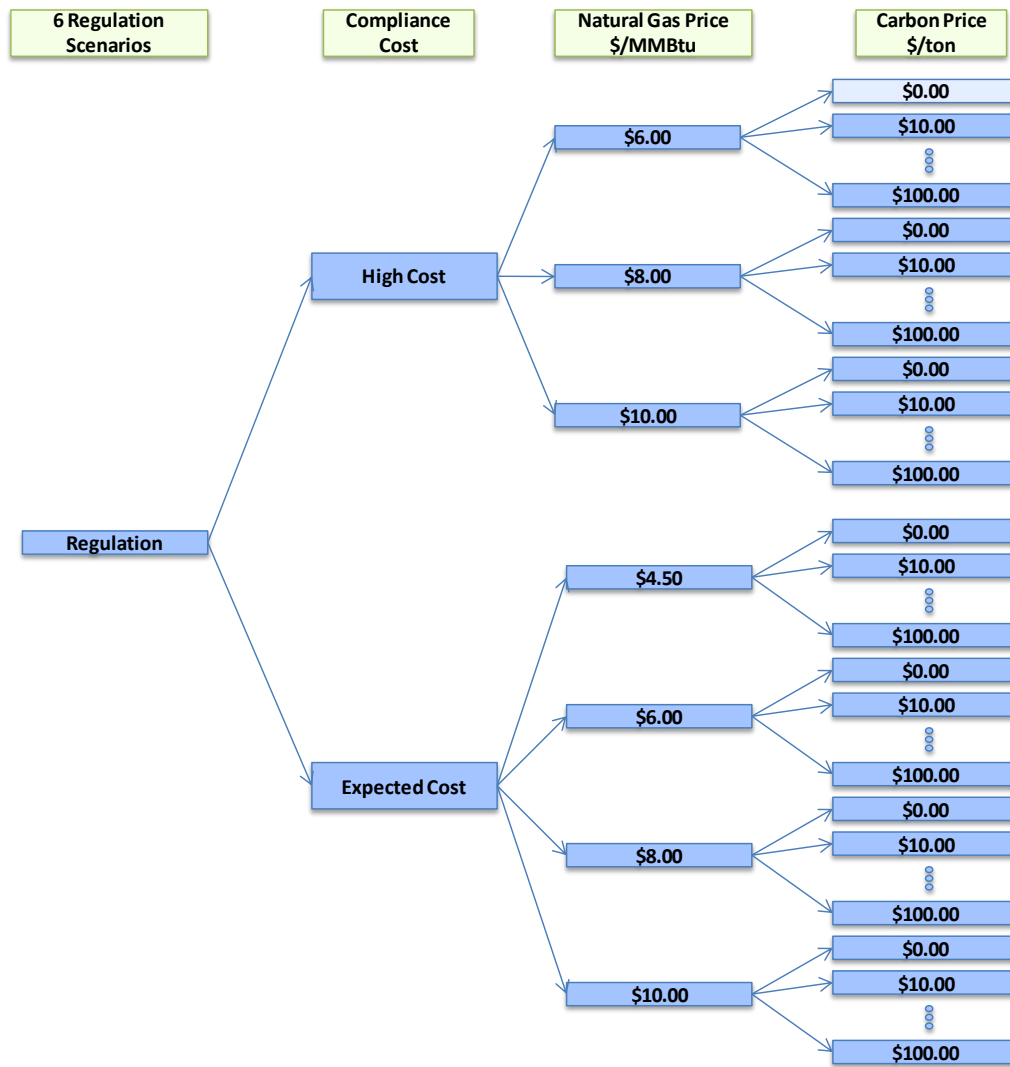 6 Regulation
Scenarios
Compliance
Cost
Natural Gas Price
$/MMBtu
Carbon Price
$/ton
$0.00
$10.00
$6.00
$100.00
$0.00
High Cost
$10.00
$8.00
$100.00
$0.00
$10.00
$10.00
$100.00
Regulation
$0.00
$10.00
$4.50
$100.00
$0.00
$10.00
$6.00
$100.00
Expected Cost
$0.00
$10.00
$8.00
$100.00
$0.00
$10.00
$10.00
$100.00